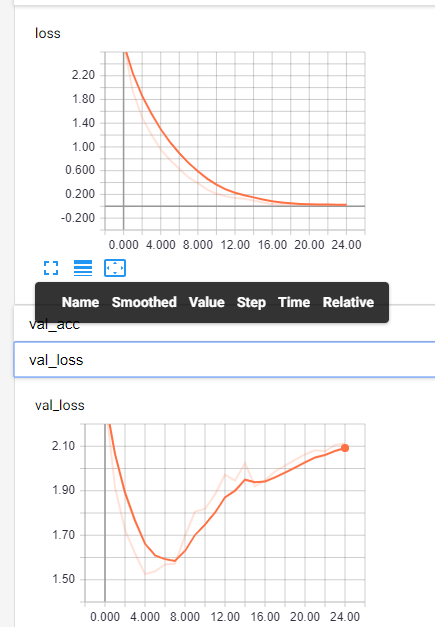 loss
2.20
1.80
1.40
1.00
0.600
0.200
-0.200
0.000 4.000 8.000 12.00 16.00 20.00 24.00
Name Smoothed Value Step Time Relative
val_acc
val_loss
val_loss
2.10
1.90
1.70
1.50
0.000 4.000 8.000 12.00 16.00 20.00 24.00